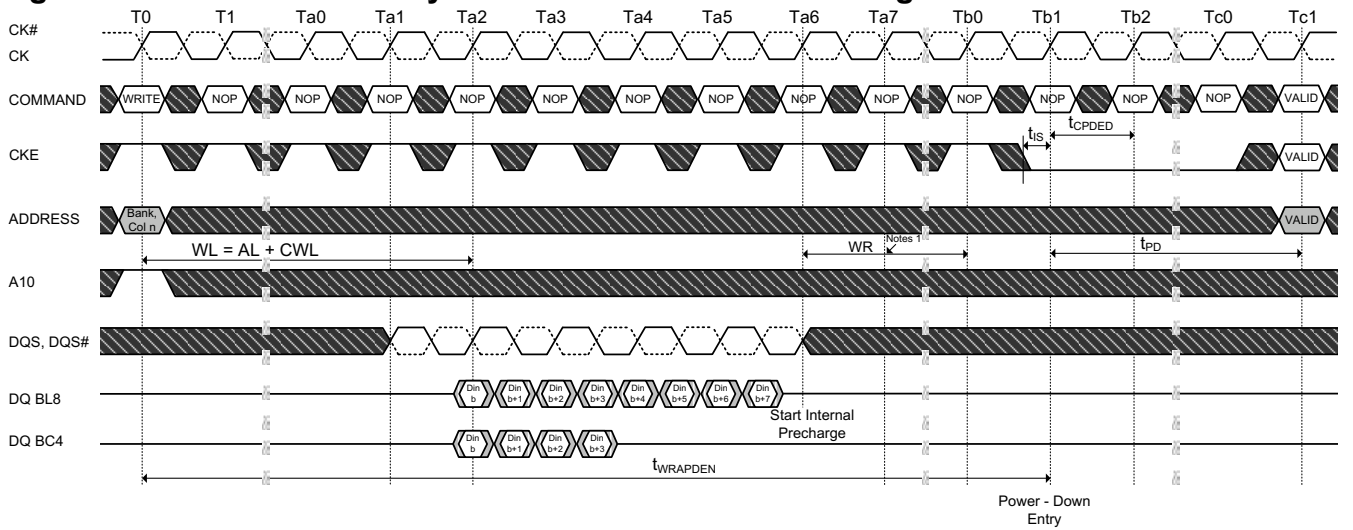 T0 T1 Ta0 Ta1 Ta2 Ta3 Ta4 Ta5 Ta6 Ta7 Tb0 Tb1 Tb2 Tc0 Tc1
CK#
CK
COMMAND WRITE NOP NOP NOP NOP NOP NOP NOP NOP NOP NOP NOP NOP NOP VALID
tIS tCPDED
CKE VALID
ADDRESS Bank, Col n VALID
WL = AL + CWL WR Notes 1 tPD
A10
DQS, DQS#
DQ BL8 Din b Din b+1 Din b+2 Din b+3 Din b+4 Din b+5 Din b+6 Din b+7
Start Internal
Precharge
DQ BC4 Din b Din b+1 Din b+2 Din b+3
tWRAPDEN
Power - Down
Entry